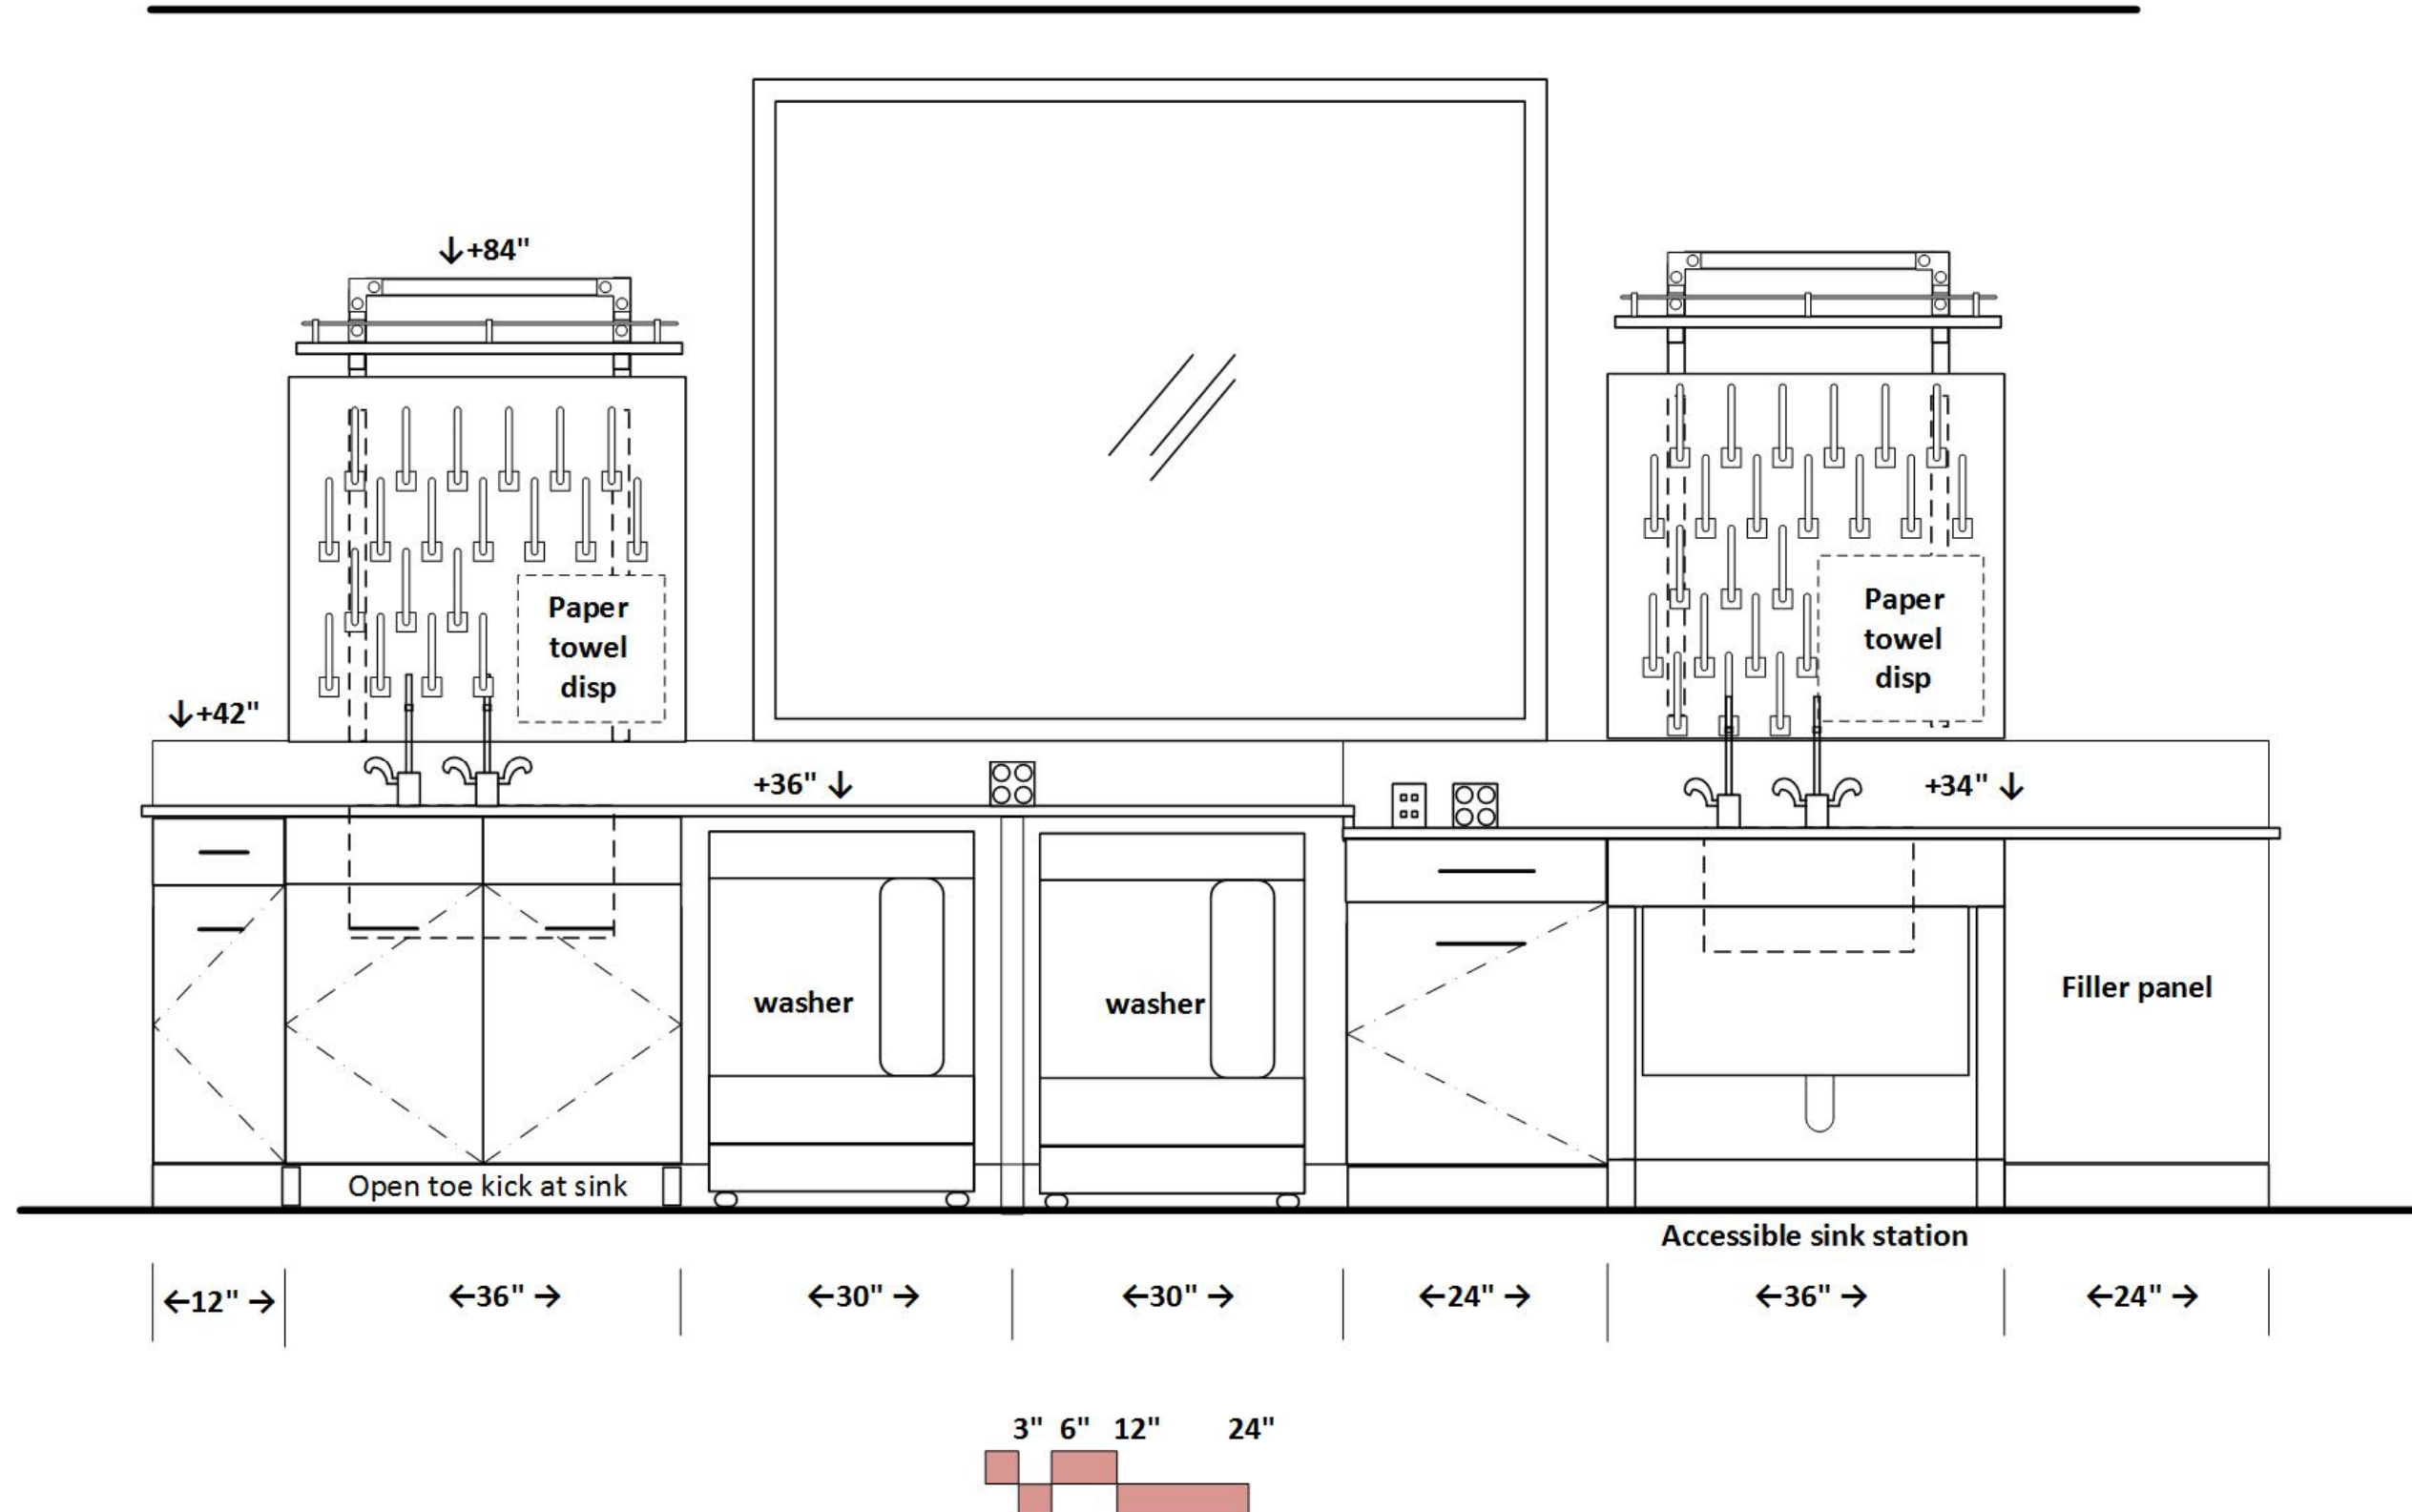 ↓+84"
Paper
towel
disp
Paper
towel
disp
↓+42"
+36" ↓
+34" ↓
washer
washer
Filler panel
Open toe kick at sink
Accessible sink station
←12" →
←36" →
←30" →
←30" →
←24" →
←36" →
←24" →
3" 6" 12" 24"